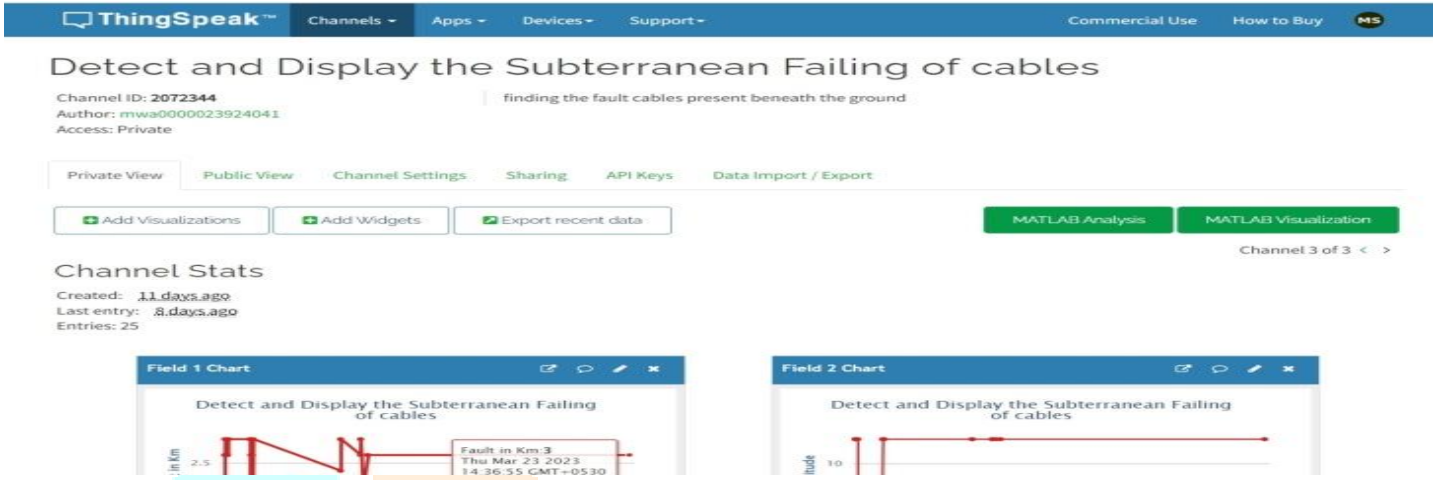 ThingSpeak™ Channels Apps Devices Support Commercial Use How to Buy MS
Detect and Display the Subterranean Failing of cables
Channel ID: 2072344 finding the fault cables present beneath the ground
Author: mwa0000023924041
Access: Private
Private View Public View Channel Settings Sharing API Keys Data Import / Export
Add Visualizations Add Widgets Export recent data MATLAB Analysis MATLAB Visualization
Channel 3 of 3 < >
Channel Stats
Created: 11 days ago
Last entry: 8 days ago
Entries: 25
Field 1 Chart
Detect and Display the Subterranean Failing
of cables
in Km
2.5
Fault in Km:3
Thu Mar 23 2023
14:36:55 GMT+0530
Field 2 Chart
Detect and Display the Subterranean Failing
of cables
10